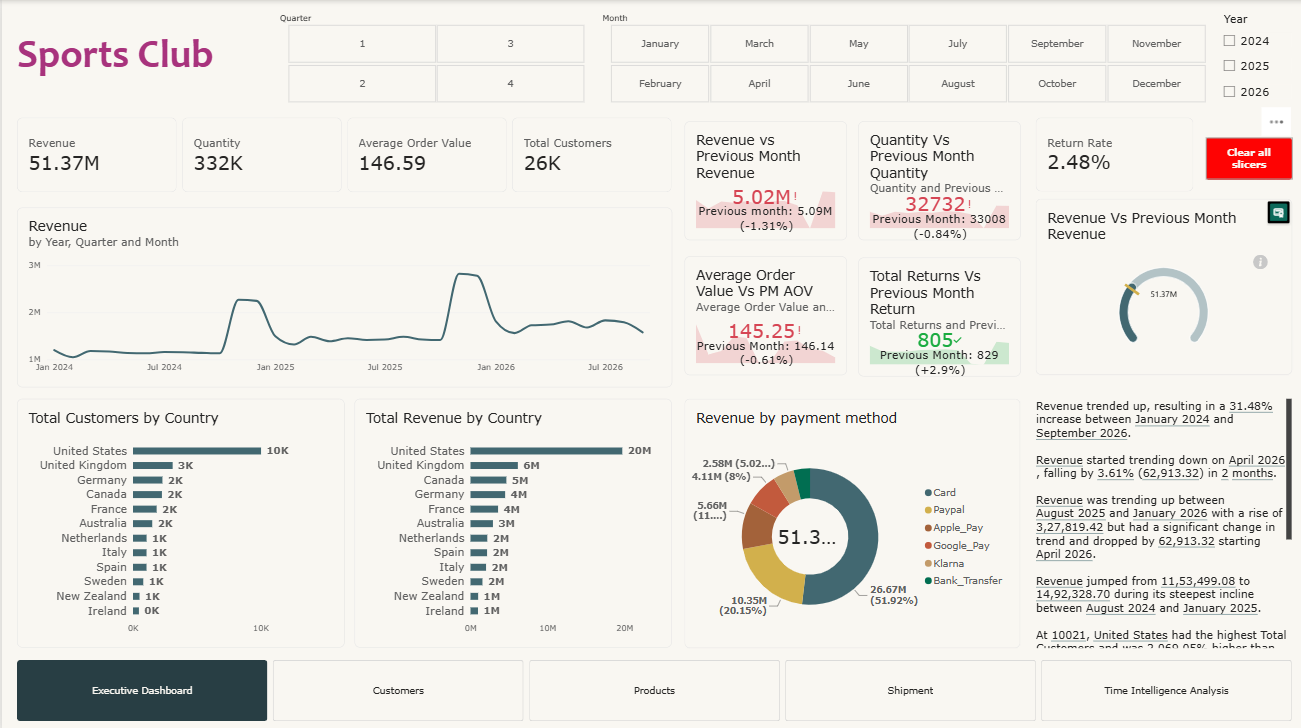 Sports Club
Quarter
1
3
2
4
Month
January
March
May
July
September
November
February
April
June
August
October
December
Year
2024
2025
2026
Revenue
51.37M
Quantity
332K
Average Order Value
146.59
Total Customers
26K
Revenue vs
Previous Month
Revenue
5.02M!
Previous month: 5.09M
(-1.31%)
Quantity Vs
Previous Month
Quantity
Quantity and Previous ...
32732!
Previous Month: 33008
(-0.84%)
Return Rate
2.48%
Clear all
slicers
Revenue
by Year, Quarter and Month
3M
2M
1M
Jan 2024
Jul 2024
Jan 2025
Jul 2025
Jan 2026
Jul 2026
Average Order
Value Vs PM AOV
Average Order Value an...
145.25!
Previous Month: 146.14
(-0.61%)
Total Returns Vs
Previous Month
Return
Total Returns and Previ...
805
Previous Month: 829
(+2.9%)
Revenue Vs Previous Month
Revenue
51.37M
Total Customers by Country
United States 10K
United Kingdom 3K
Germany 2K
Canada 2K
France 2K
Australia 2K
Netherlands 1K
Italy 1K
Spain 1K
Sweden 1K
New Zealand 1K
Ireland 0K
0K
10K
Total Revenue by Country
United States 20M
United Kingdom 6M
Canada 5M
Germany 4M
France 4M
Australia 3M
Netherlands 2M
Spain 2M
Italy 2M
Sweden 2M
New Zealand 1M
Ireland 1M
0M
10M
20M
Revenue by payment method
2.58M (5.02...)
4.11M (8%)
5.66M
(11....)
10.35M
(20.15%)
26.67M
(51.92%)
51.3...
Card
Paypal
Apple_Pay
Google_Pay
Klarna
Bank_Transfer
Revenue trended up, resulting in a 31.48%
increase between January 2024 and
September 2026.
Revenue started trending down on April 2026
, falling by 3.61% (62,913.32) in 2 months.
Revenue was trending up between
August 2025 and January 2026 with a rise of
3,27,819.42 but had a significant change in
trend and dropped by 62,913.32 starting
April 2026.
Revenue jumped from 11,53,499.08 to
14,92,328.70 during its steepest incline
between August 2024 and January 2025.
At 10021, United States had the highest Total
Customers and was 2,069.05% higher than
Executive Dashboard
Customers
Products
Shipment
Time Intelligence Analysis